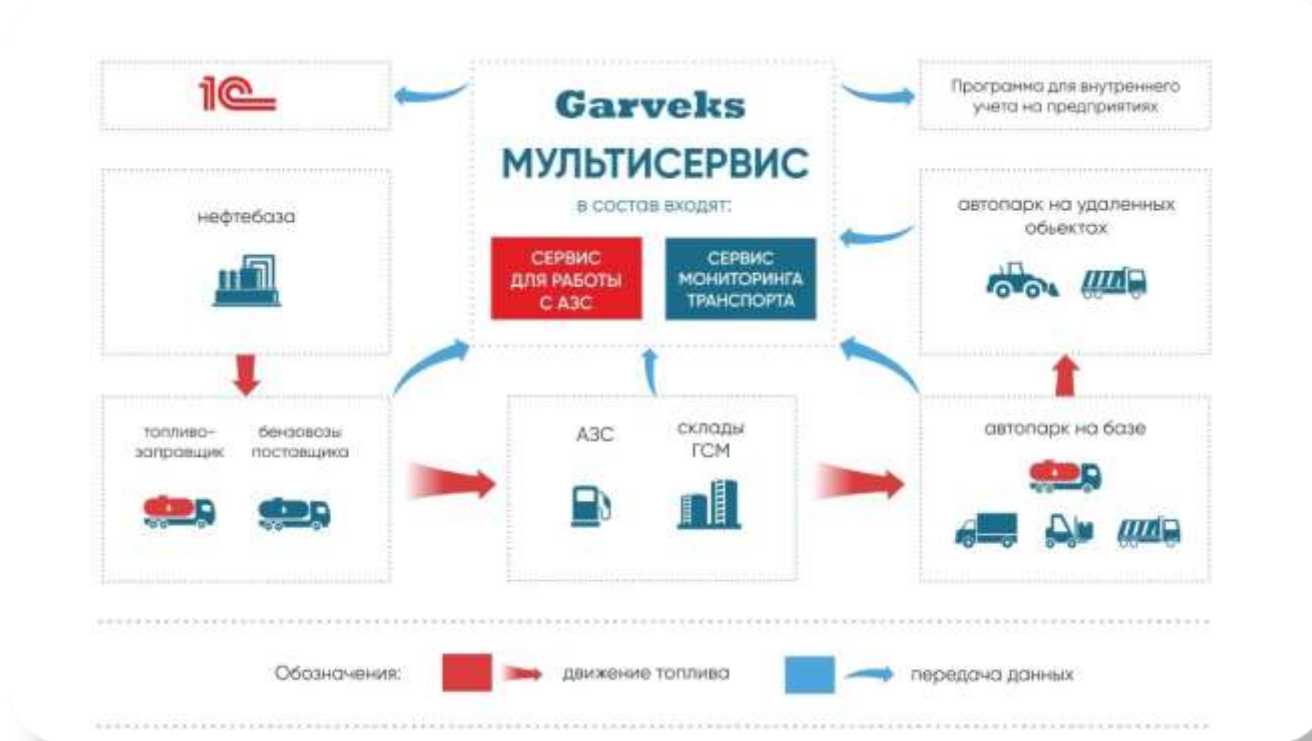 1С
Garveks
МУЛЬТИСЕРВИС
в состав входят:
СЕРВИС
ДЛЯ РАБОТЫ
С АЗС
СЕРВИС
МОНИТОРИНГА
ТРАНСПОРТА
Программа для внутреннего
учета на предприятиях
нефтебаза
автопарк на удаленных
обьектах
топливо-
заправщик
бензовозы
поставщика
АЗС
склады
ГСМ
автопарк на базе
Обозначения:
движение топлива
передача данных